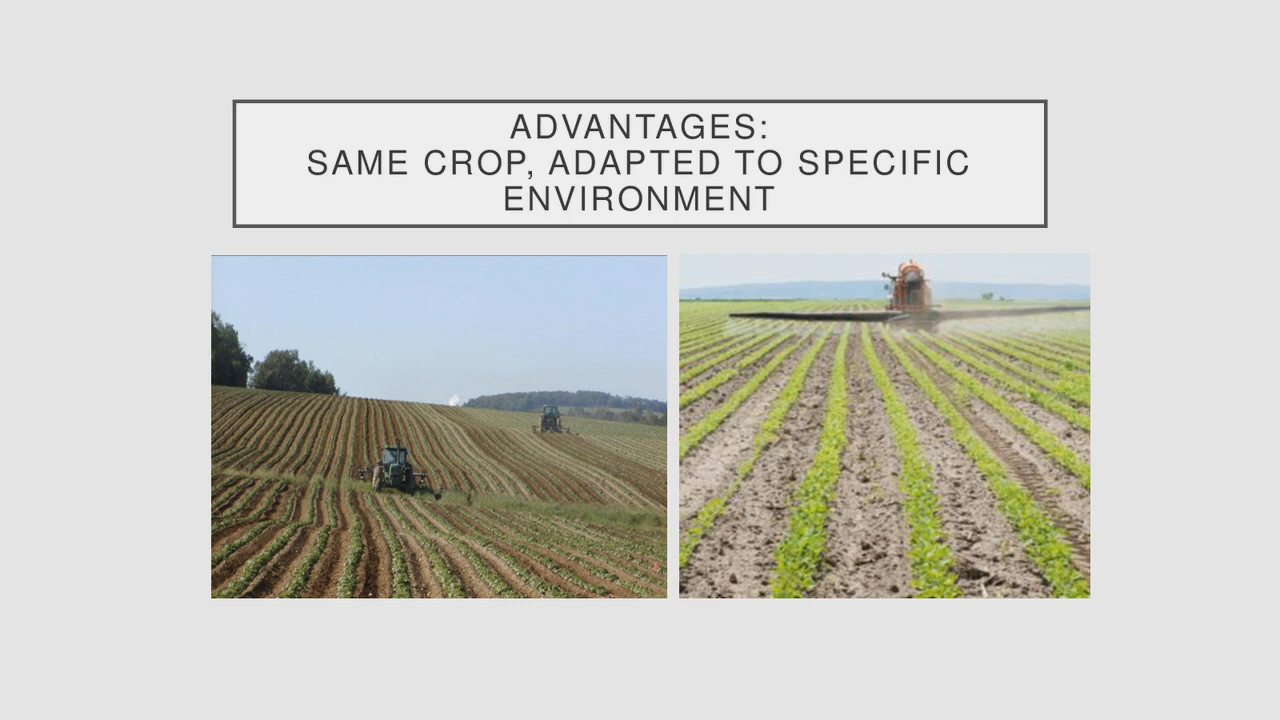 ADVANTAGES:
SAME CROP, ADAPTED TO SPECIFIC
ENVIRONMENT